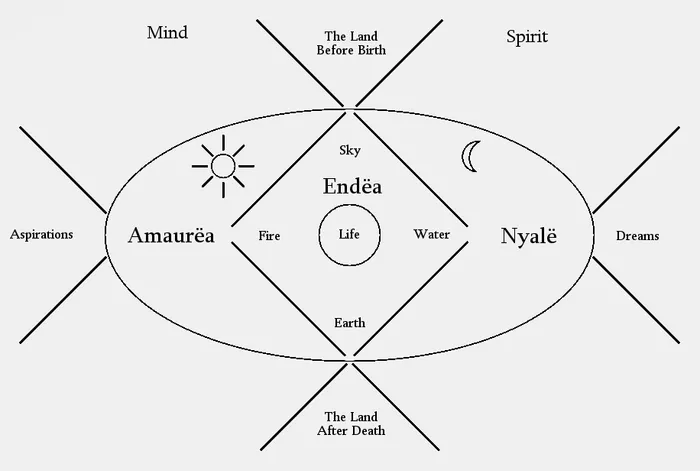 Mind
The Land
Before Birth
Spirit
Sky
Endëa
Aspirations
Amaurëa
Fire
Life
Water
Nyalë
Dreams
Earth
The Land
After Death